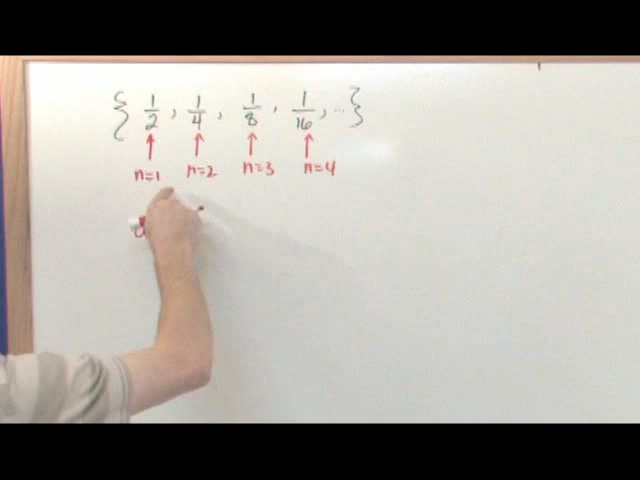 { 1/2 , 1/4 , 1/8 , 1/16 , ... }
↑ ↑ ↑ ↑
n=1 n=2 n=3 n=4